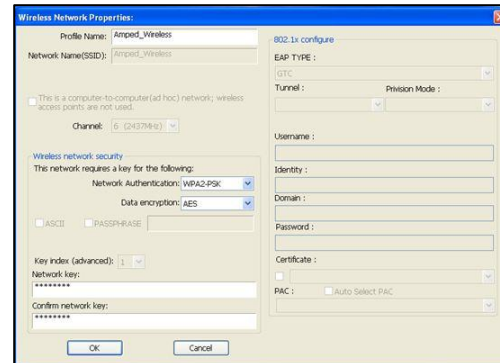 Wireless Network Properties:
Profile Name: Amped_Wireless
Network Name(SSID): Amped_Wireless
This is a computer-to-computer(ad hoc) network; wireless
access points are not used.
Channel: 6 (2437MHz)
Wireless network security
This network requires a key for the following:
Network Authentication: WPA2-PSK
Data encryption: AES
ASCII PASSPHRASE
Key index (advanced): 1
Network key:
********
Confirm network key:
********
OK Cancel
802.1x configure
EAP TYPE :
GTC
Tunnel : Privision Mode :
Username :
Identity :
Domain :
Password :
Certificate :
PAC : Auto Select PAC